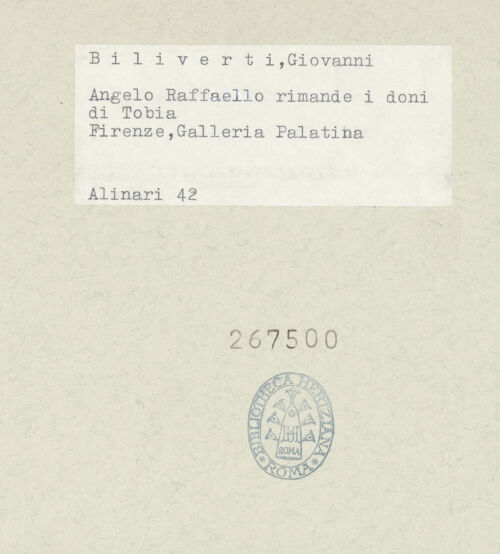 B i l i v e r t i,Giovanni
Angelo Raffaello rimande i doni
di Tobia
Firenze,Galleria Palatina
Alinari 42
267500
BIBLIOTHECA HERTZIANA
ROMA
* ROMA *